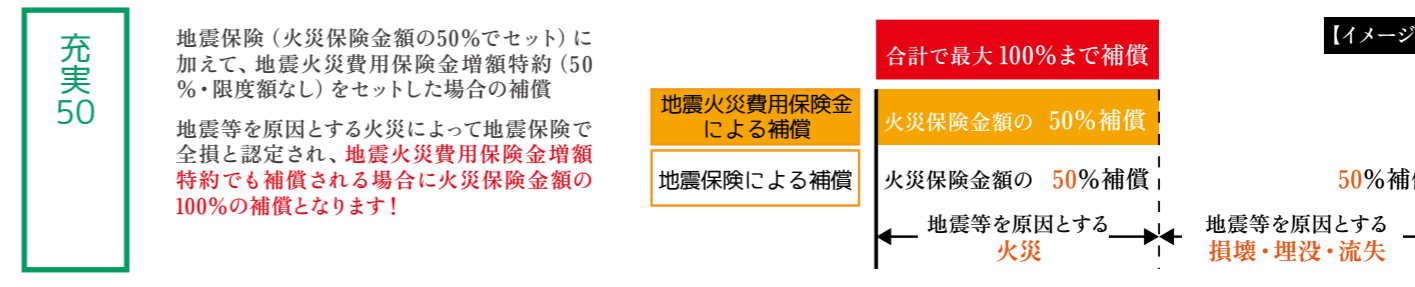 充実50
地震保険（火災保険金額の50％でセット）に
加えて、地震火災費用保険金増額特約（50
％・限度額なし）をセットした場合の補償
地震等を原因とする火災によって地震保険で
全損と認定され、地震火災費用保険金増額
特約でも補償される場合に火災保険金額の
100％の補償となります！
【イメージ
合計で最大100％まで補償
地震火災費用保険金
による補償
火災保険金額の 50％補償
地震保険による補償
火災保険金額の 50％補償
50％補償
地震等を原因とする
火災
地震等を原因とする
損壊・埋没・流失